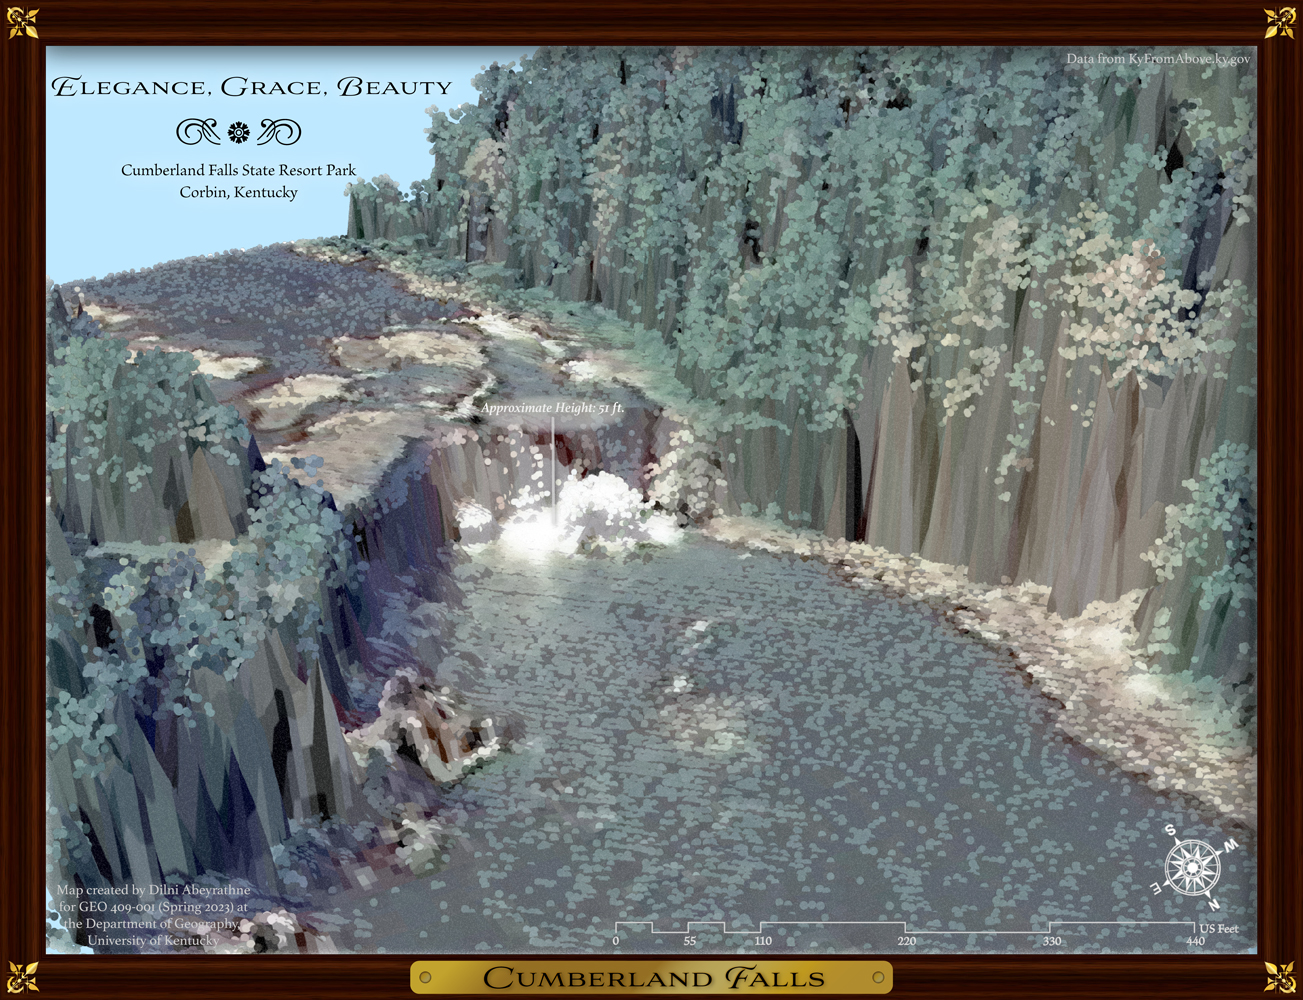 Data from KyFromAbove.ky.gov
Elegance, Grace, Beauty
Cumberland Falls State Resort Park
Corbin, Kentucky
Approximate Height: 51 ft.
S
W
E
N
Map created by Dilni Abeyrathne
for GEO 409-001 (Spring 2023) at
the Department of Geography,
University of Kentucky
US Feet
0 55 110 220 330 440
Cumberland Falls